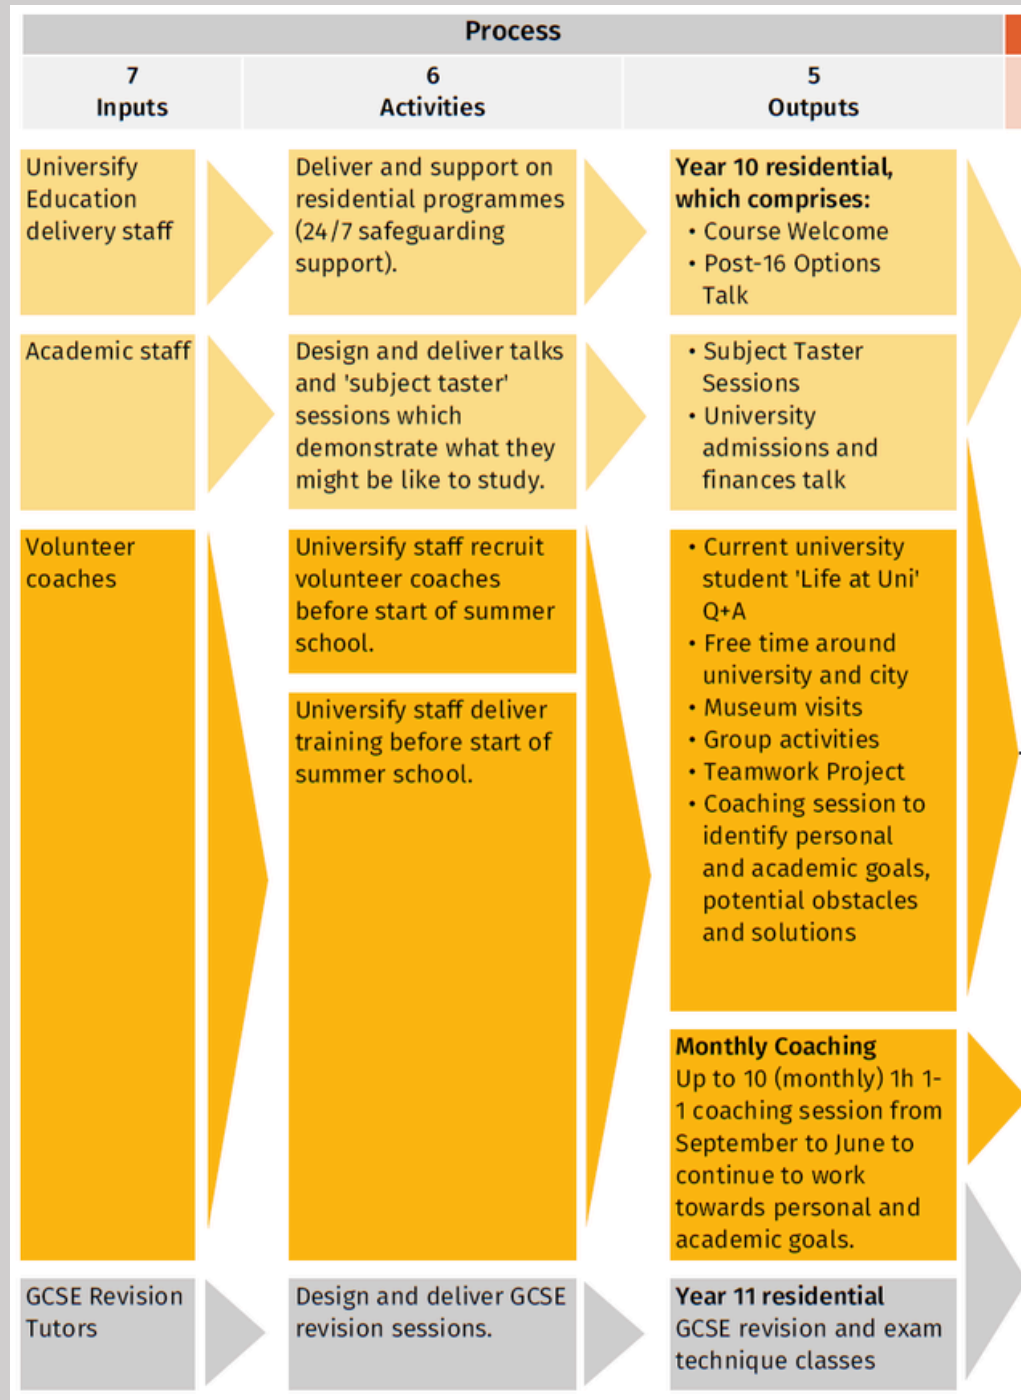 Process
7
Inputs
6
Activities
5
Outputs
Universify
Education
delivery staff
Deliver and support on
residential programmes
(24/7 safeguarding
support).
Year 10 residential,
which comprises:
• Course Welcome
• Post-16 Options
Talk
Academic staff
Design and deliver talks
and 'subject taster'
sessions which
demonstrate what they
might be like to study.
• Subject Taster
Sessions
• University
admissions and
finances talk
Volunteer
coaches
Universify staff recruit
volunteer coaches
before start of summer
school.
Universify staff deliver
training before start of
summer school.
• Current university
student 'Life at Uni'
Q+A
• Free time around
university and city
• Museum visits
• Group activities
• Teamwork Project
• Coaching session to
identify personal
and academic goals,
potential obstacles
and solutions
Monthly Coaching
Up to 10 (monthly) 1h 1-
1 coaching session from
September to June to
continue to work
towards personal and
academic goals.
GCSE Revision
Tutors
Design and deliver GCSE
revision sessions.
Year 11 residential
GCSE revision and exam
technique classes